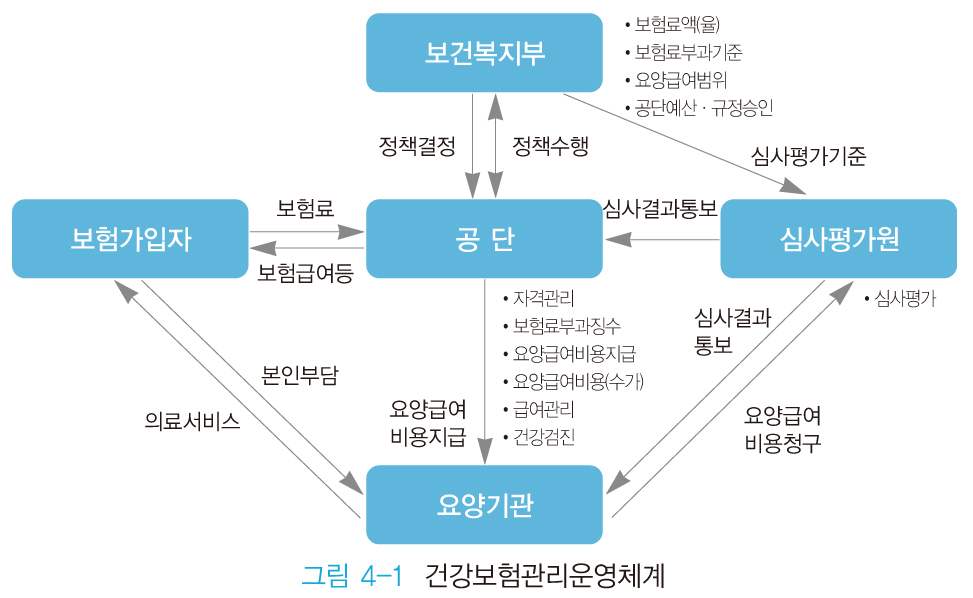 보건복지부
• 보험료액(율)
• 보험료부과기준
• 요양급여범위
• 공단예산 · 규정승인
정책결정
정책수행
심사평가기준
보험가입자
보험료
보험급여등
공 단
심사결과통보
심사평가원
• 심사평가
• 자격관리
• 보험료부과징수
• 요양급여비용지급
• 요양급여비용(수가)
• 급여관리
• 건강검진
본인부담
의료서비스
요양급여
비용지급
심사결과
통보
요양급여
비용청구
요양기관
그림 4-1 건강보험관리운영체계